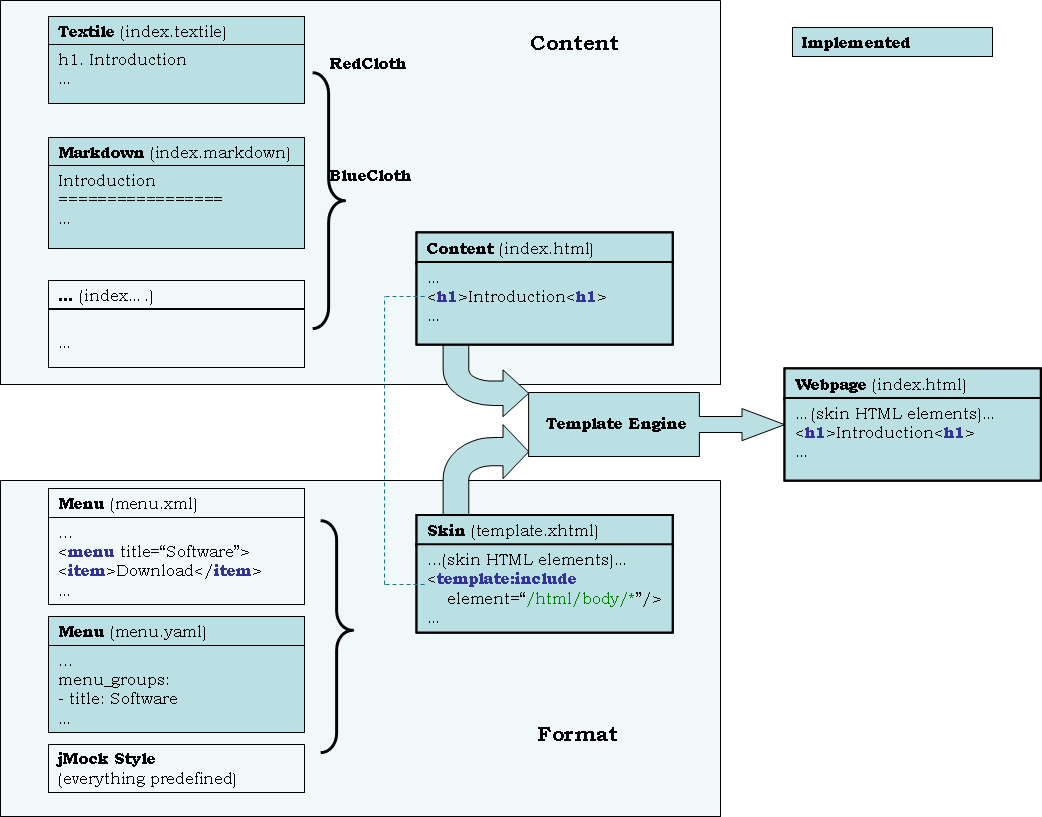 Textile (index.textile)
h1. Introduction
...
RedCloth
Content
Implemented
Markdown (index.markdown)
Introduction
=================
...
BlueCloth
... (index... .)
...
Content (index.html)
...
<h1>Introduction<h1>
...
Template Engine
Webpage (index.html)
...(skin HTML elements)...
<h1>Introduction<h1>
...
Menu (menu.xml)
...
<menu title=“Software”>
<item>Download</item>
...
Menu (menu.yaml)
...
menu_groups:
- title: Software
...
jMock Style
(everything predefined)
Skin (template.xhtml)
...(skin HTML elements)...
<template:include
element=“/html/body/*”/>
...
Format